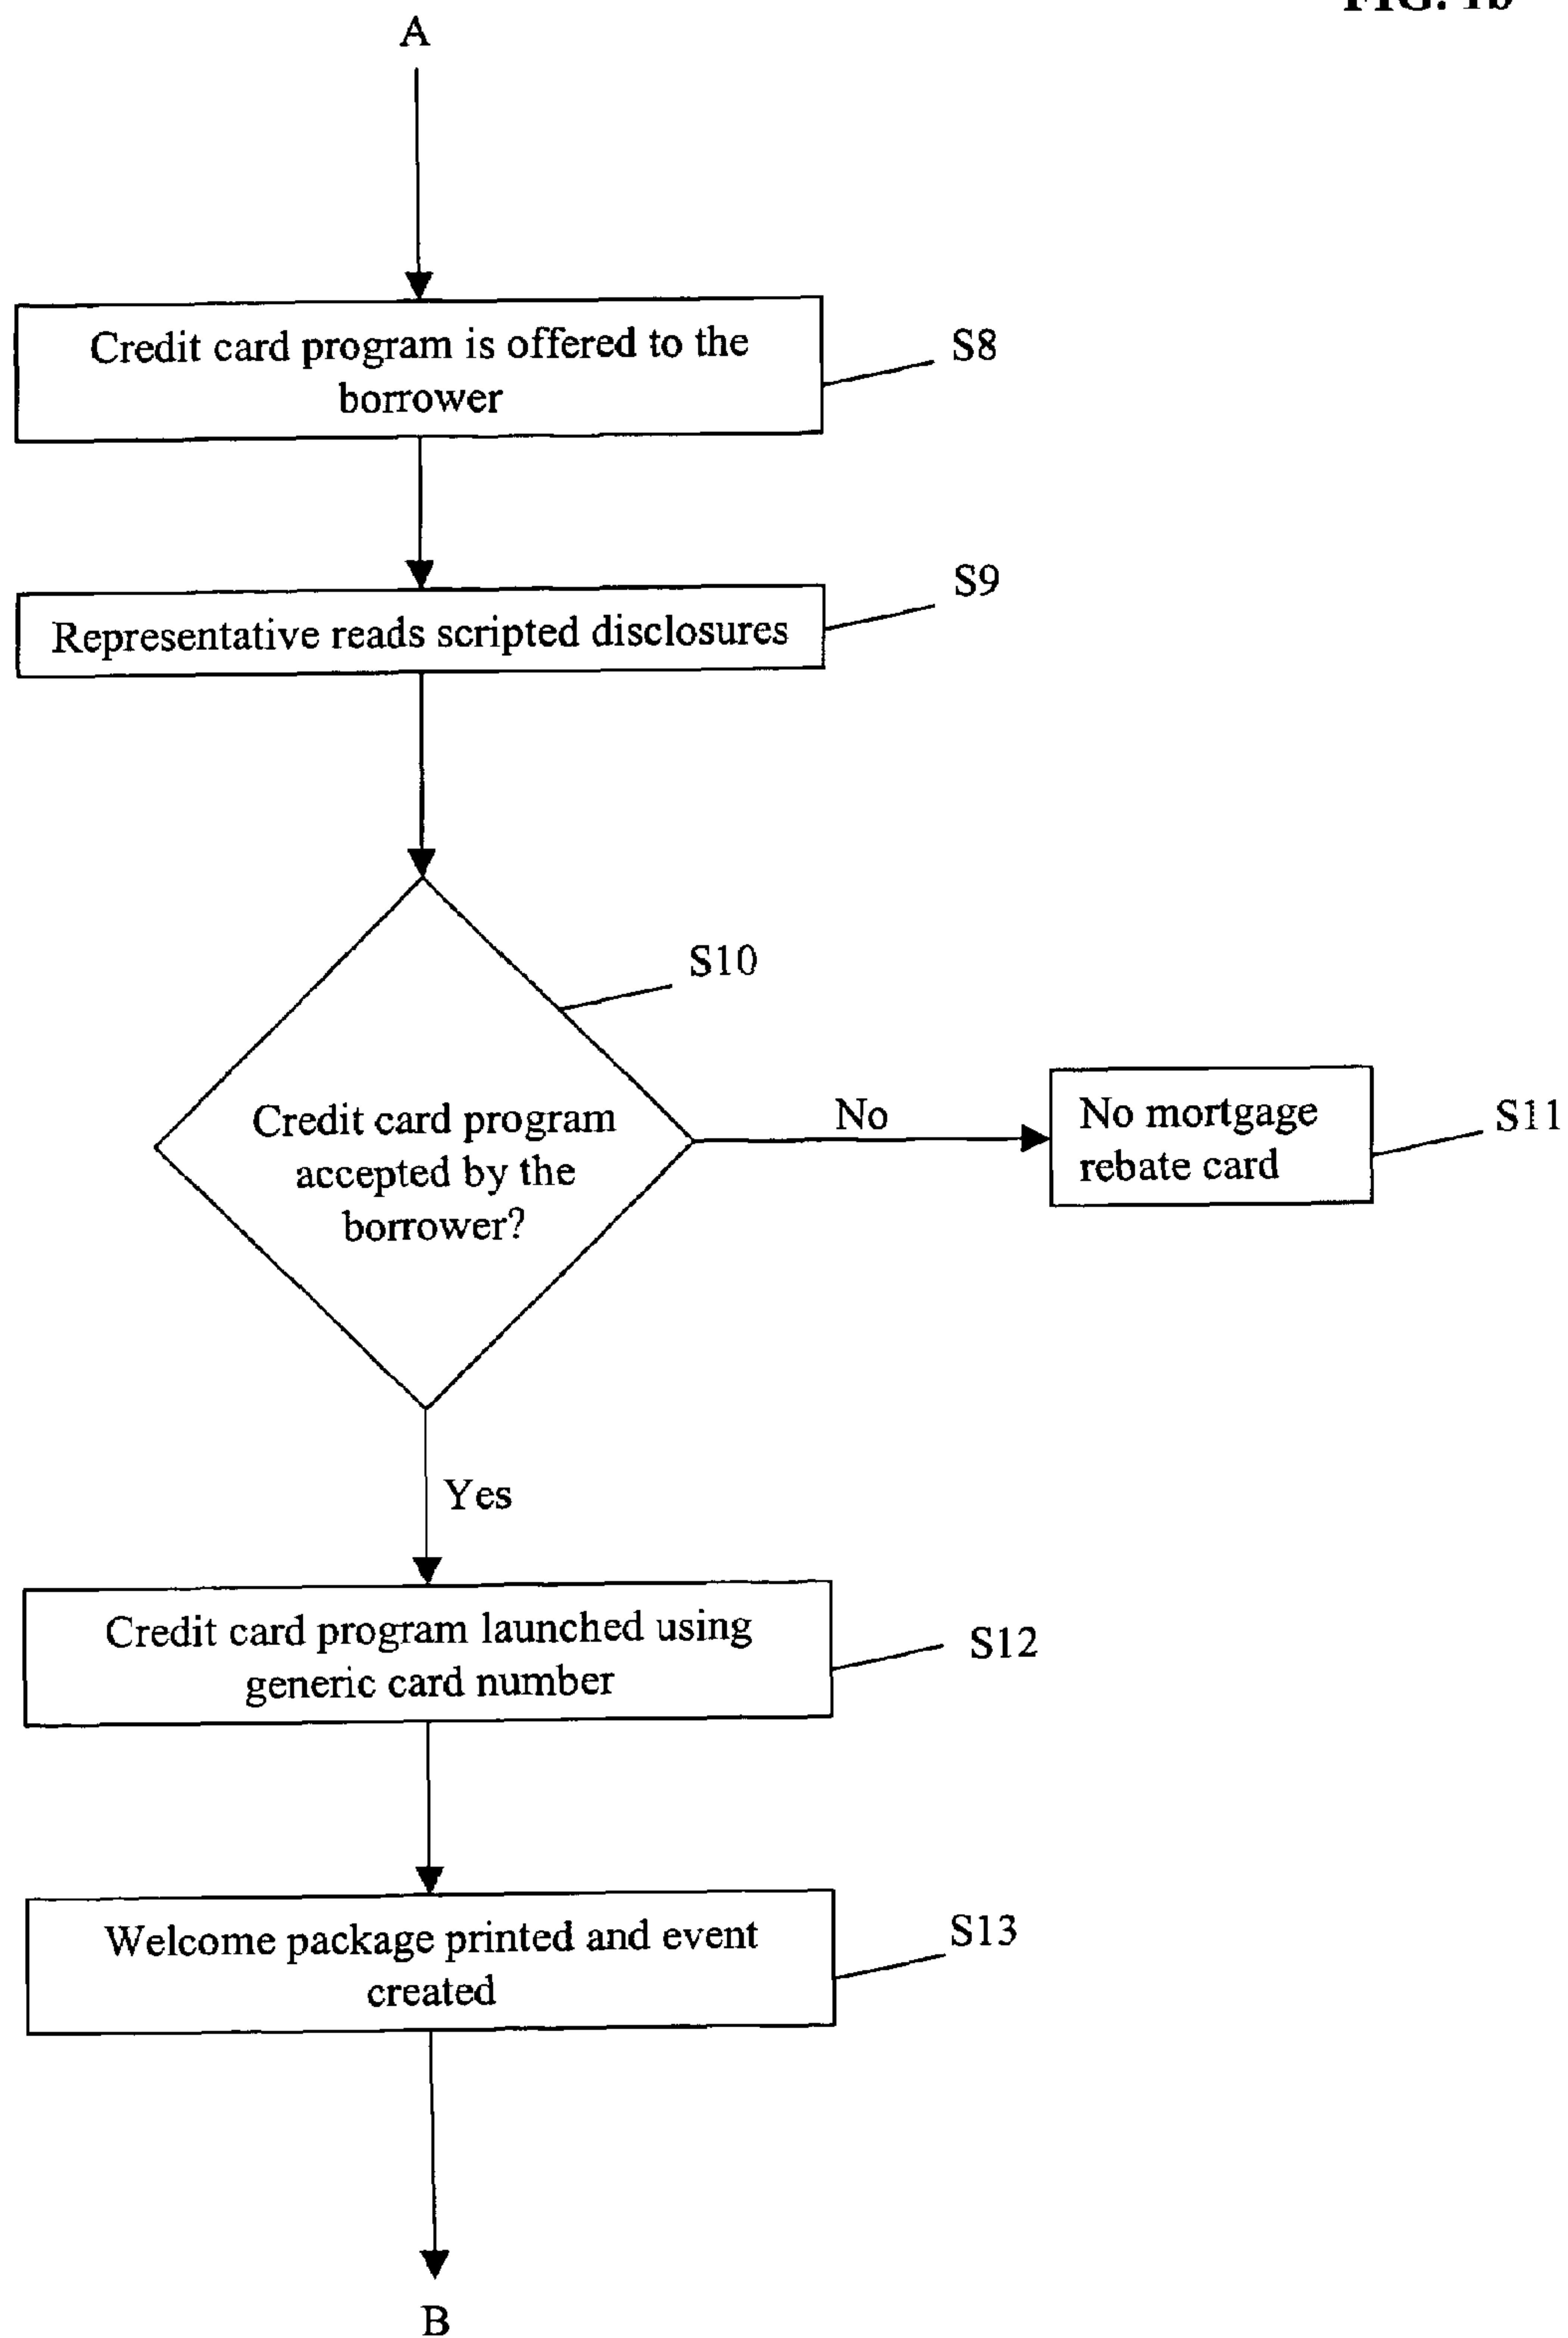 FIG. 1b
A
Credit card program is offered to the
borrower
S8
S9
Representative reads scripted disclosures
S10
Credit card program
accepted by the
borrower?
No
No mortgage
rebate card
S11
Yes
Credit card program launched using
generic card number
S12
Welcome package printed and event
created
S13
B